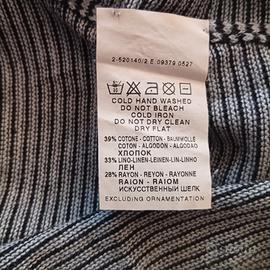 2-520140/2 E 09379 0527
COLD HAND WASHED
DO NOT BLEACH
COLD IRON
DO NOT DRY CLEAN
DRY FLAT
39% COTONE - COTTON - BAUMWOLLE
COTON - ALGODON - ALGODAO
ХЛОПОК
33% LINO-LINEN-LEINEN-LIN-LINHO
ЛЕН
28% RAYON - REYON - RAYONNE
RAION - RAIOM
ИСКУССТВЕННЫЙ ШЕЛК
EXCLUDING ORNAMENTATION